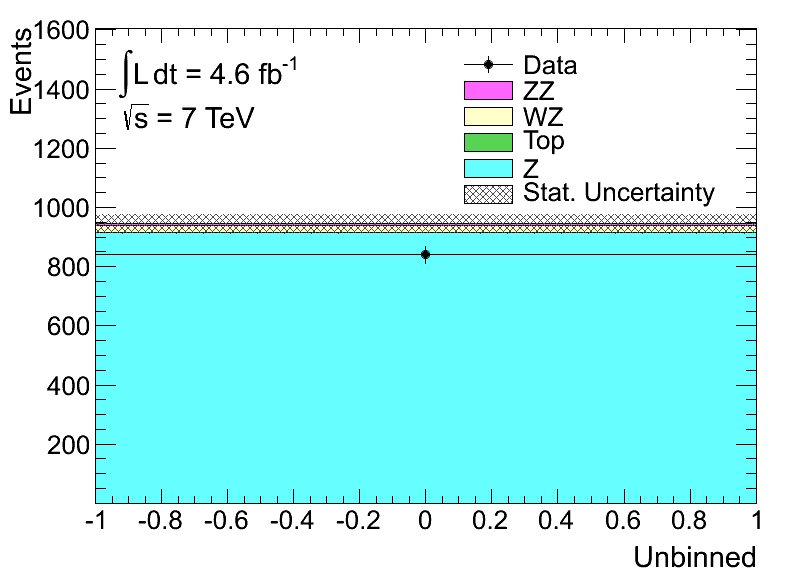 Events
1600
1400
1200
1000
800
600
400
200
∫L dt = 4.6 fb⁻¹
√s = 7 TeV
Data
ZZ
WZ
Top
Z
Stat. Uncertainty
-1 -0.8 -0.6 -0.4 -0.2 0 0.2 0.4 0.6 0.8 1
Unbinned